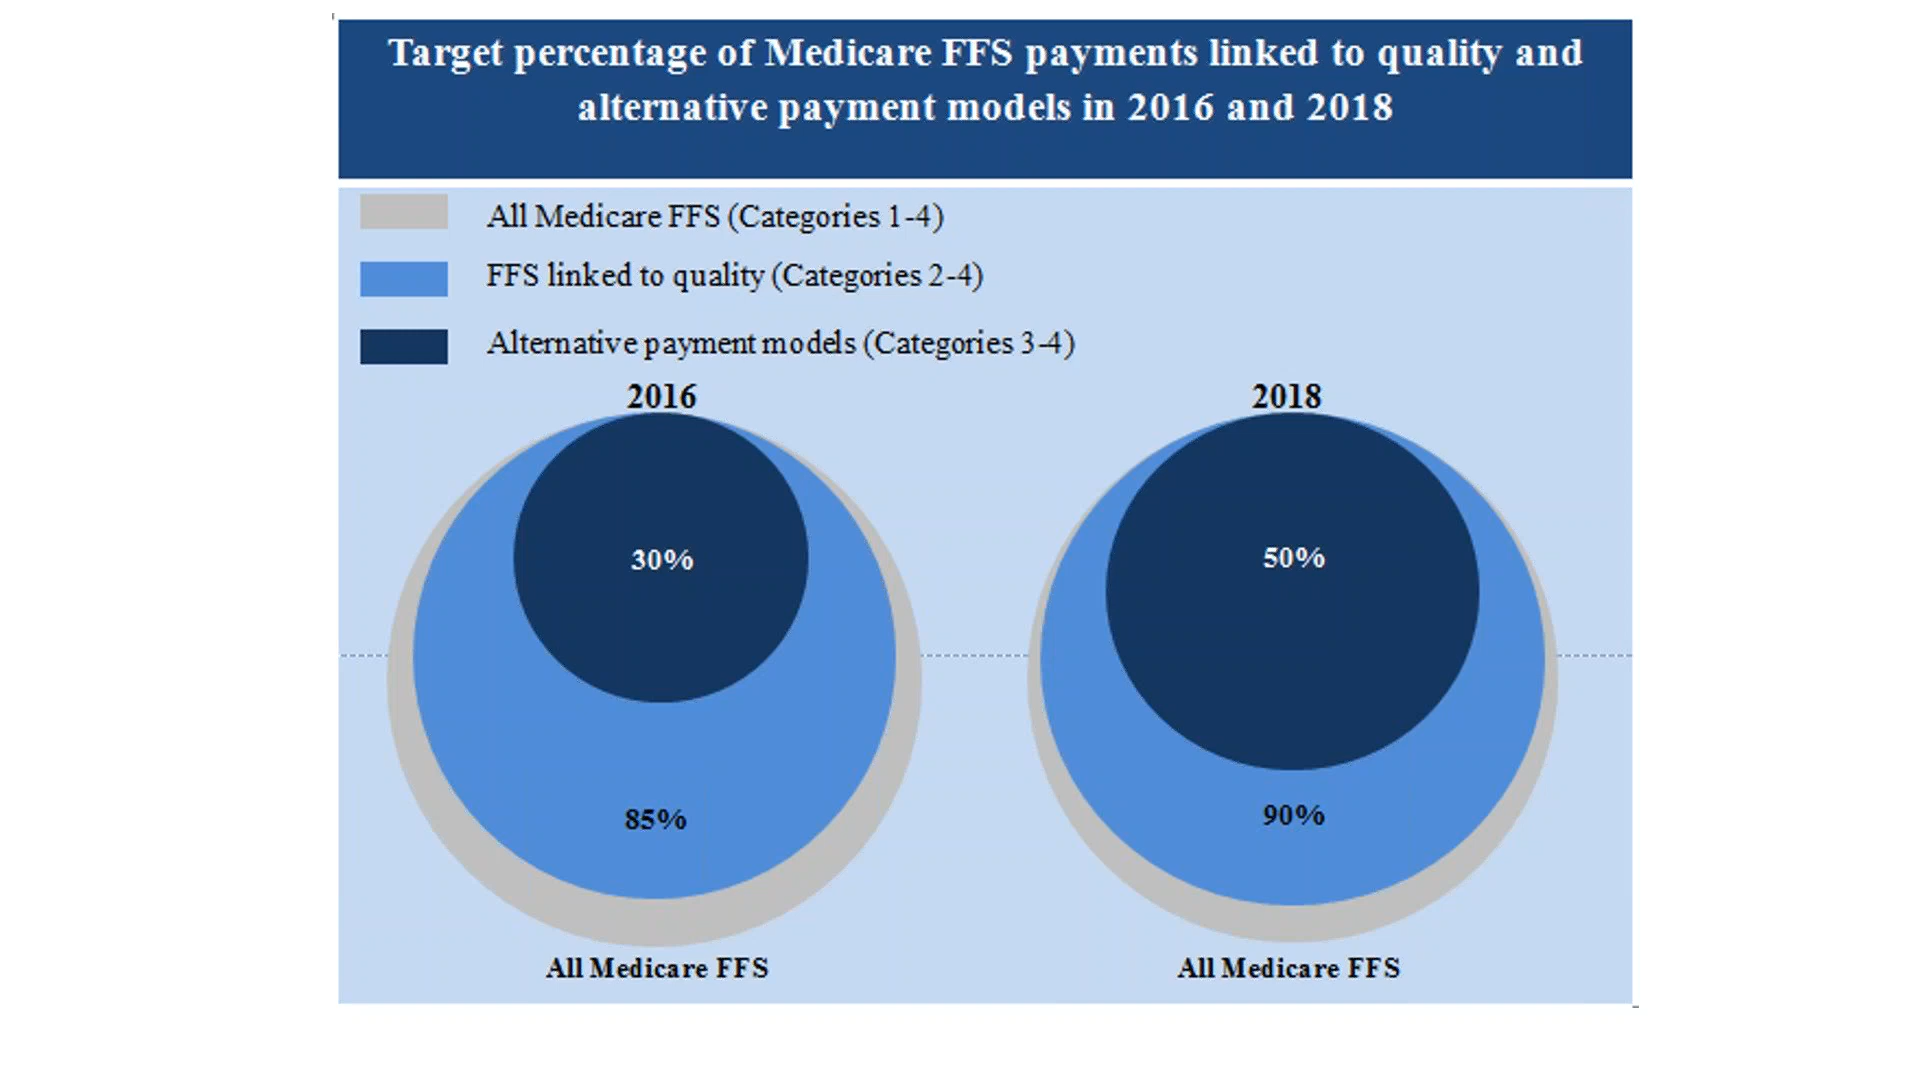 Target percentage of Medicare FFS payments linked to quality and
alternative payment models in 2016 and 2018
All Medicare FFS (Categories 1-4)
FFS linked to quality (Categories 2-4)
Alternative payment models (Categories 3-4)
2016
2018
30%
50%
85%
90%
All Medicare FFS
All Medicare FFS